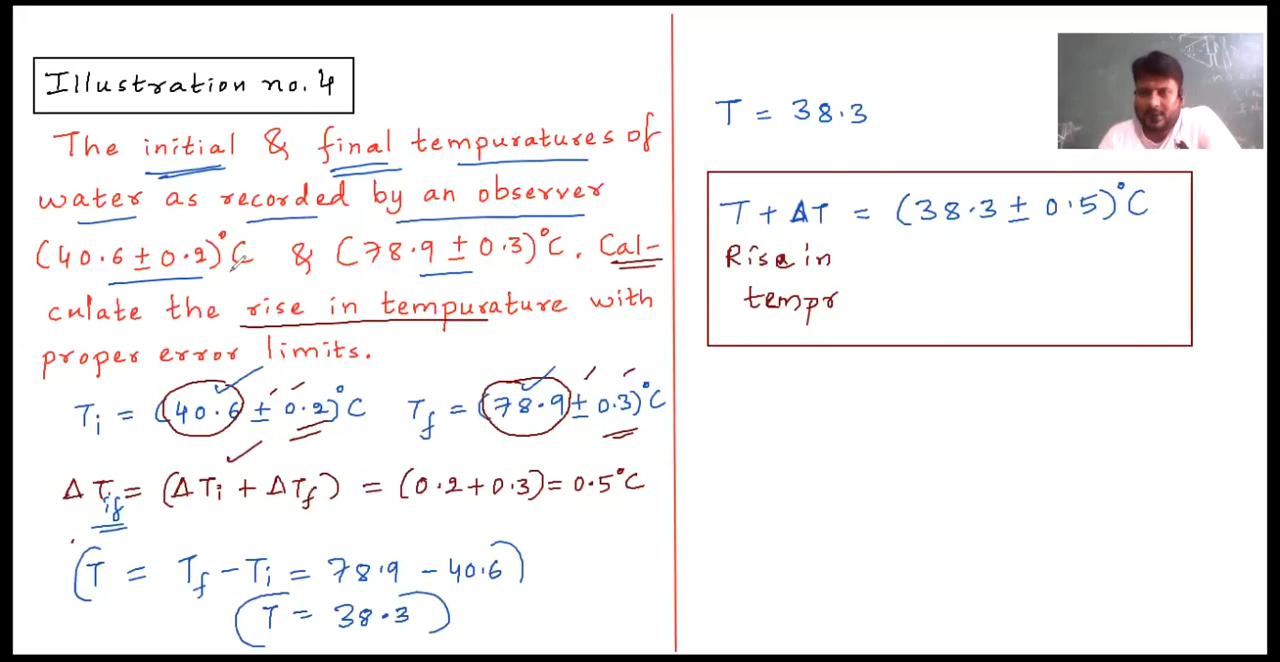 Illustration no. 4
The initial & final tempuratures of
water as recorded by an observer
(40.6 ± 0.2)°C & (78.9 ± 0.3)°C. Cal-
culate the rise in tempurature with
proper error limits.
Ti = (40.6 ± 0.2)°C Tf = (78.9 ± 0.3)°C
ΔTif = (ΔTi + ΔTf) = (0.2+0.3) = 0.5°C
(T = Tf - Ti = 78.9 - 40.6)
(T = 38.3)
T = 38.3
T + ΔT = (38.3 ± 0.5)°C
Rise in
tempr